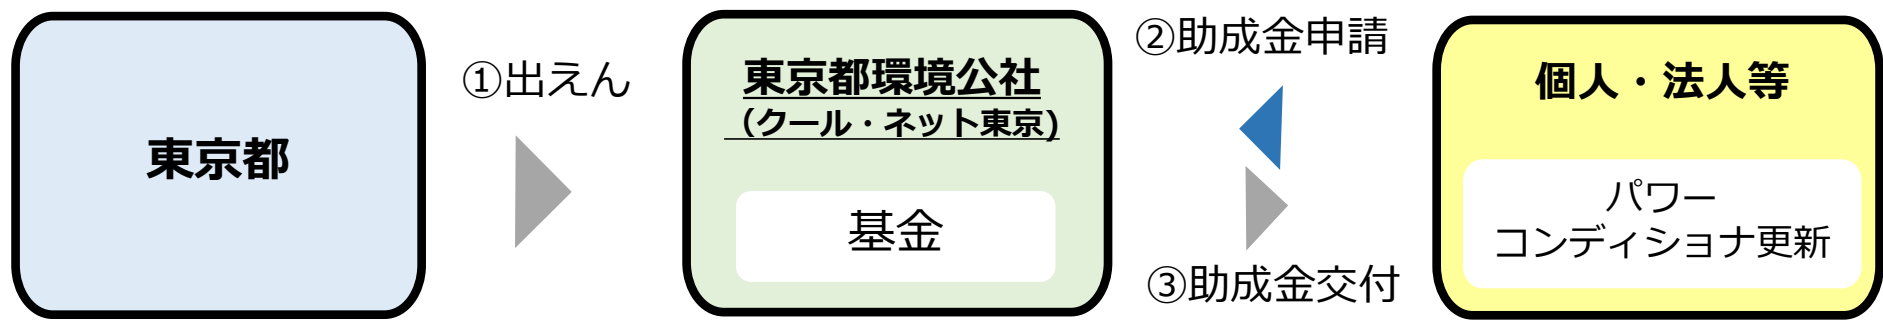 東京都
①出えん
東京都環境公社
（クール・ネット東京)
基金
②助成金申請
③助成金交付
個人・法人等
パワー
コンディショナ更新